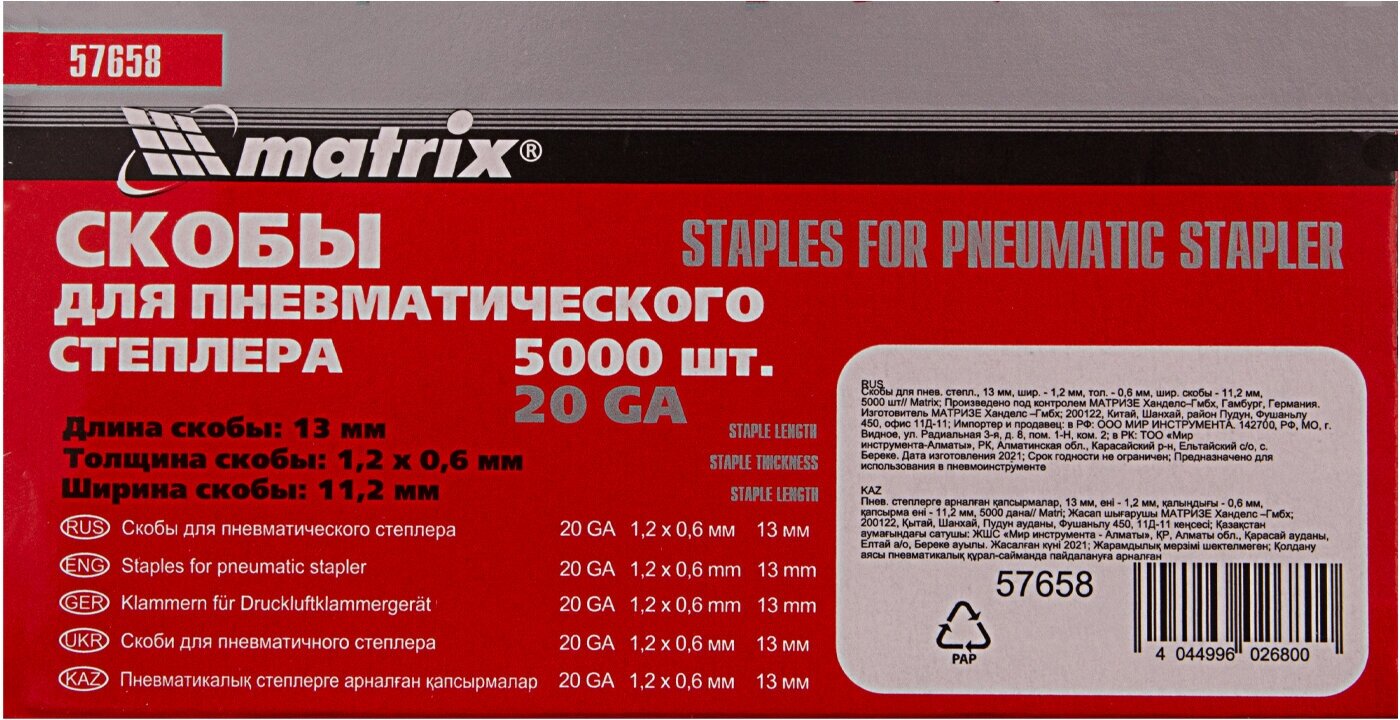 57658
matrix®
СКОБЫ
STAPLES FOR PNEUMATIC STAPLER
ДЛЯ ПНЕВМАТИЧЕСКОГО
СТЕПЛЕРА 5000 шт.
20 GA
Длина скобы: 13 мм STAPLE LENGTH
Толщина скобы: 1,2 x 0,6 мм STAPLE THICKNESS
Ширина скобы: 11,2 мм STAPLE LENGTH
RUS Скобы для пневматического степлера 20 GA 1,2 x 0,6 мм 13 мм
ENG Staples for pneumatic stapler 20 GA 1,2 x 0,6 mm 13 mm
GER Klammern für Druckluftklammergerät 20 GA 1,2 x 0,6 mm 13 mm
UKR Скоби для пневматичного степлера 20 GA 1,2 x 0,6 мм 13 мм
KAZ Пневматикалық степлерге арналған қапсырмалар 20 GA 1,2 x 0,6 мм 13 мм
RUS
Скобы для пнев. степл., 13 мм, шир. - 1,2 мм, тол. - 0,6 мм, шир. скобы - 11,2 мм,
5000 шт// Matrix; Произведено под контролем МАТРИЗЕ Ханделс–Гмбх, Гамбург, Германия.
Изготовитель МАТРИЗЕ Ханделс –Гмбх; 200122, Китай, Шанхай, район Пудун, Фушаньлу
450, офис 11Д-11; Импортер и продавец: в РФ: ООО МИР ИНСТРУМЕНТА. 142700, РФ, МО, г.
Видное, ул. Радиальная 3-я, д. 8, пом. 1-Н, ком. 2; в РК: ТОО «Мир
инструмента-Алматы», РК, Алматинская обл., Карасайский р-н, Ельтайский с/о, с.
Береке. Дата изготовления 2021; Срок годности не ограничен; Предназначено для
использования в пневмоинструменте
KAZ
Пнев. степлерге арналған қапсырмалар, 13 мм, ені - 1,2 мм, қалыңдығы - 0,6 мм,
қапсырма ені - 11,2 мм, 5000 дана// Matri; Жасап шығарушы МАТРИЗЕ Ханделс –Гмбх;
200122, Қытай, Шанхай, Пудун ауданы, Фушаньлу 450, 11Д-11 кеңсесі; Қазақстан
аумағындағы сатушы: ЖШС «Мир инструмента - Алматы», ҚР, Алматы обл., Қарасай ауданы,
Елтай а/о, Береке ауылы. Жасалған күні 2021; Жарамдылық мерзімі шектелмеген; Қолдану
аясы пневматикалық құрал-сайманда пайдалануға арналған
57658
PAP
4 044996 026800